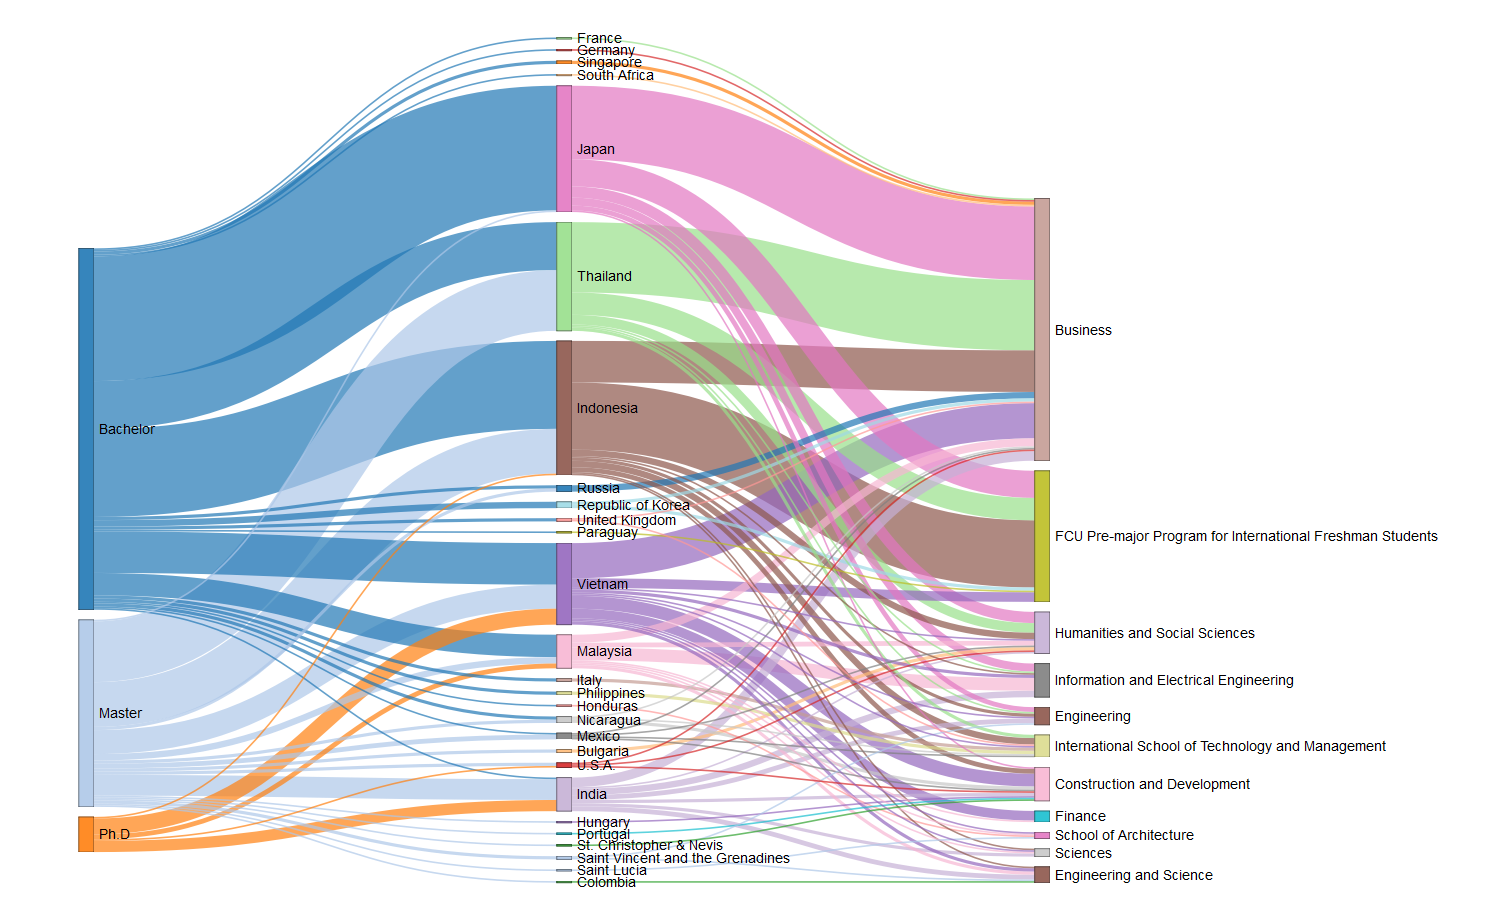 Bachelor
Master
Ph.D
France
Germany
Singapore
South Africa
Japan
Thailand
Indonesia
Russia
Republic of Korea
United Kingdom
Paraguay
Vietnam
Malaysia
Italy
Philippines
Honduras
Nicaragua
Mexico
Bulgaria
U.S.A.
India
Hungary
Portugal
St. Christopher & Nevis
Saint Vincent and the Grenadines
Saint Lucia
Colombia
Business
FCU Pre-major Program for International Freshman Students
Humanities and Social Sciences
Information and Electrical Engineering
Engineering
International School of Technology and Management
Construction and Development
Finance
School of Architecture
Sciences
Engineering and Science